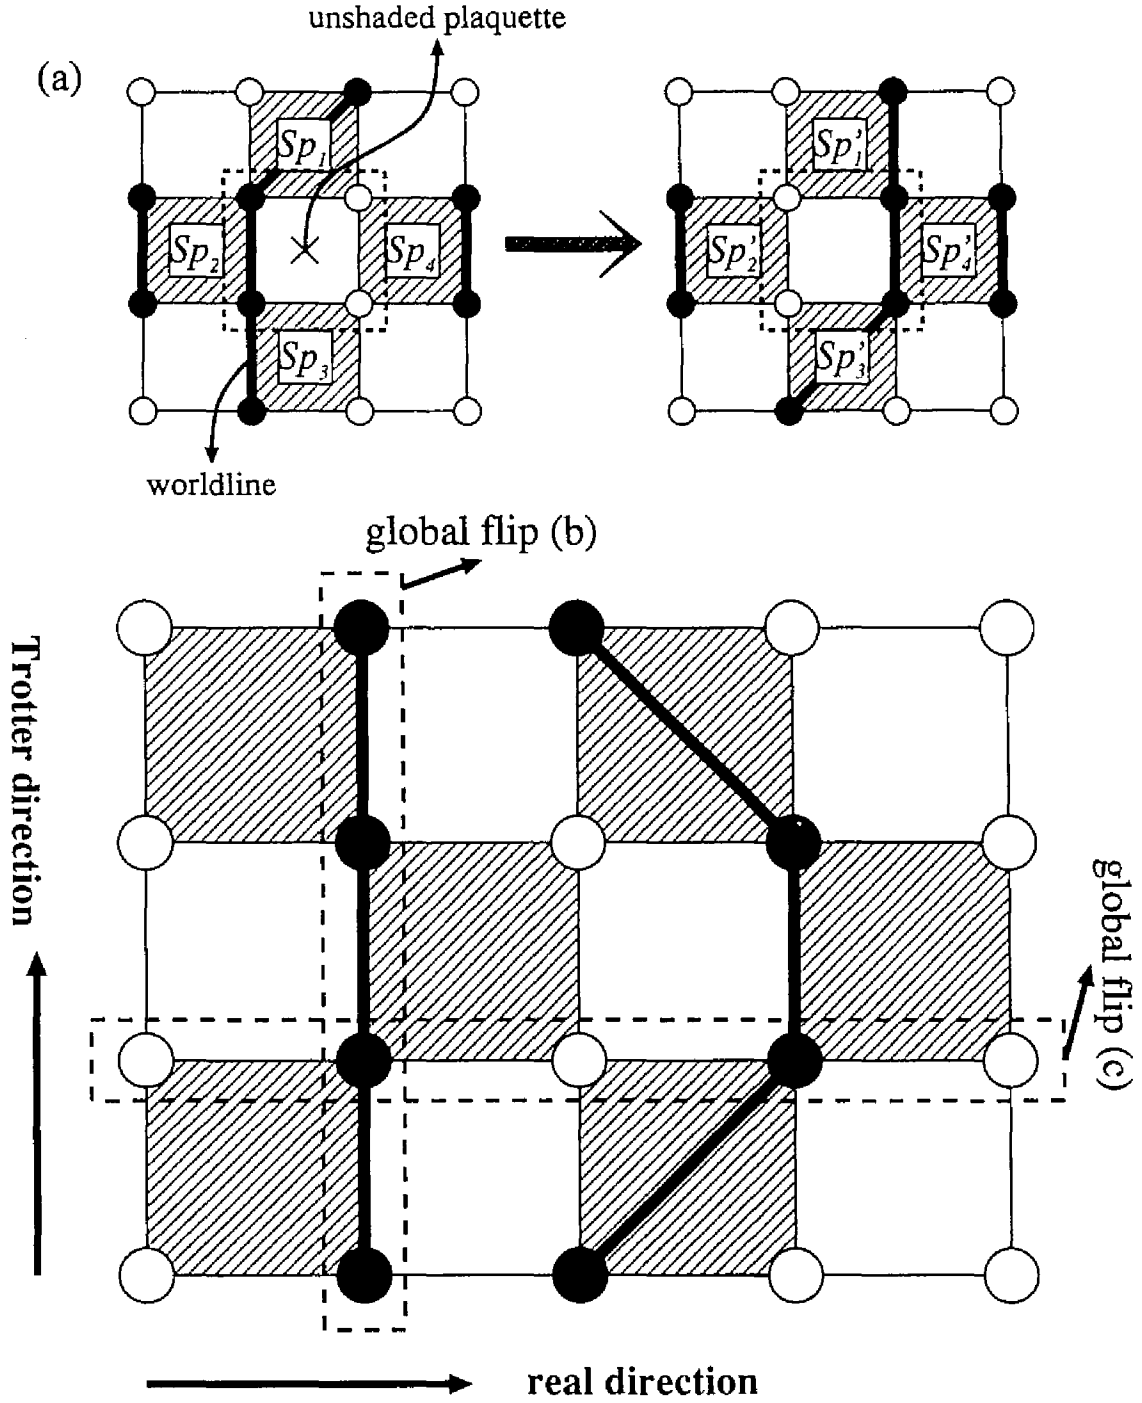 unshaded plaquette
(a)
Sp1
Sp2
Sp4
Sp3
Sp'1
Sp'2
Sp'4
Sp'3
worldline
global flip (b)
Trotter direction
global flip (c)
real direction